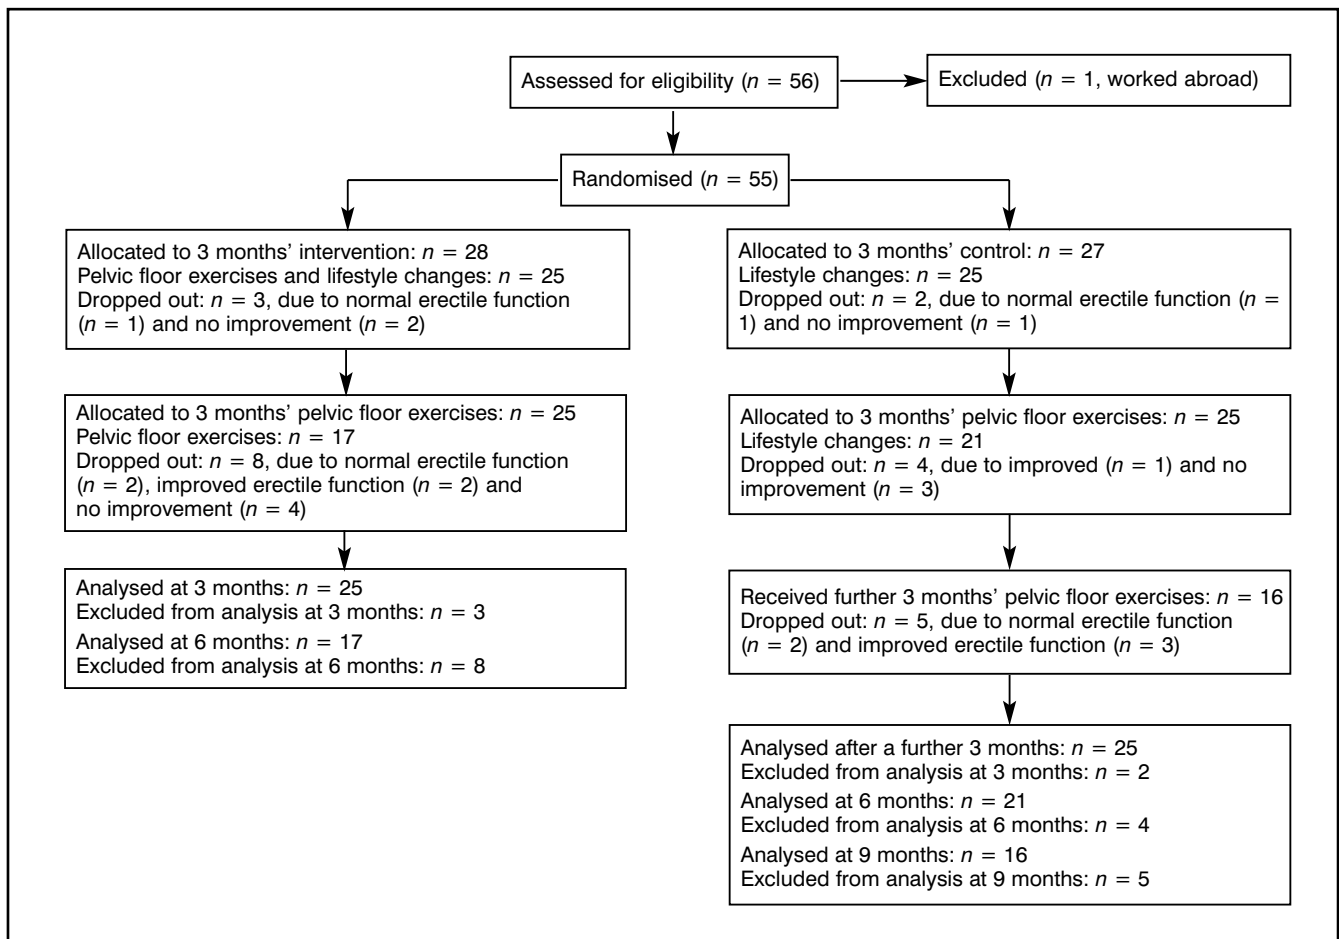 Assessed for eligibility (n = 56)
Excluded (n = 1, worked abroad)
Randomised (n = 55)
Allocated to 3 months’ intervention: n = 28
Pelvic floor exercises and lifestyle changes: n = 25
Dropped out: n = 3, due to normal erectile function
(n = 1) and no improvement (n = 2)
Allocated to 3 months’ control: n = 27
Lifestyle changes: n = 25
Dropped out: n = 2, due to normal erectile function (n =
1) and no improvement (n = 1)
Allocated to 3 months’ pelvic floor exercises: n = 25
Pelvic floor exercises: n = 17
Dropped out: n = 8, due to normal erectile function
(n = 2), improved erectile function (n = 2) and
no improvement (n = 4)
Allocated to 3 months’ pelvic floor exercises: n = 25
Lifestyle changes: n = 21
Dropped out: n = 4, due to improved (n = 1) and no
improvement (n = 3)
Analysed at 3 months: n = 25
Excluded from analysis at 3 months: n = 3
Analysed at 6 months: n = 17
Excluded from analysis at 6 months: n = 8
Received further 3 months’ pelvic floor exercises: n = 16
Dropped out: n = 5, due to normal erectile function
(n = 2) and improved erectile function (n = 3)
Analysed after a further 3 months: n = 25
Excluded from analysis at 3 months: n = 2
Analysed at 6 months: n = 21
Excluded from analysis at 6 months: n = 4
Analysed at 9 months: n = 16
Excluded from analysis at 9 months: n = 5